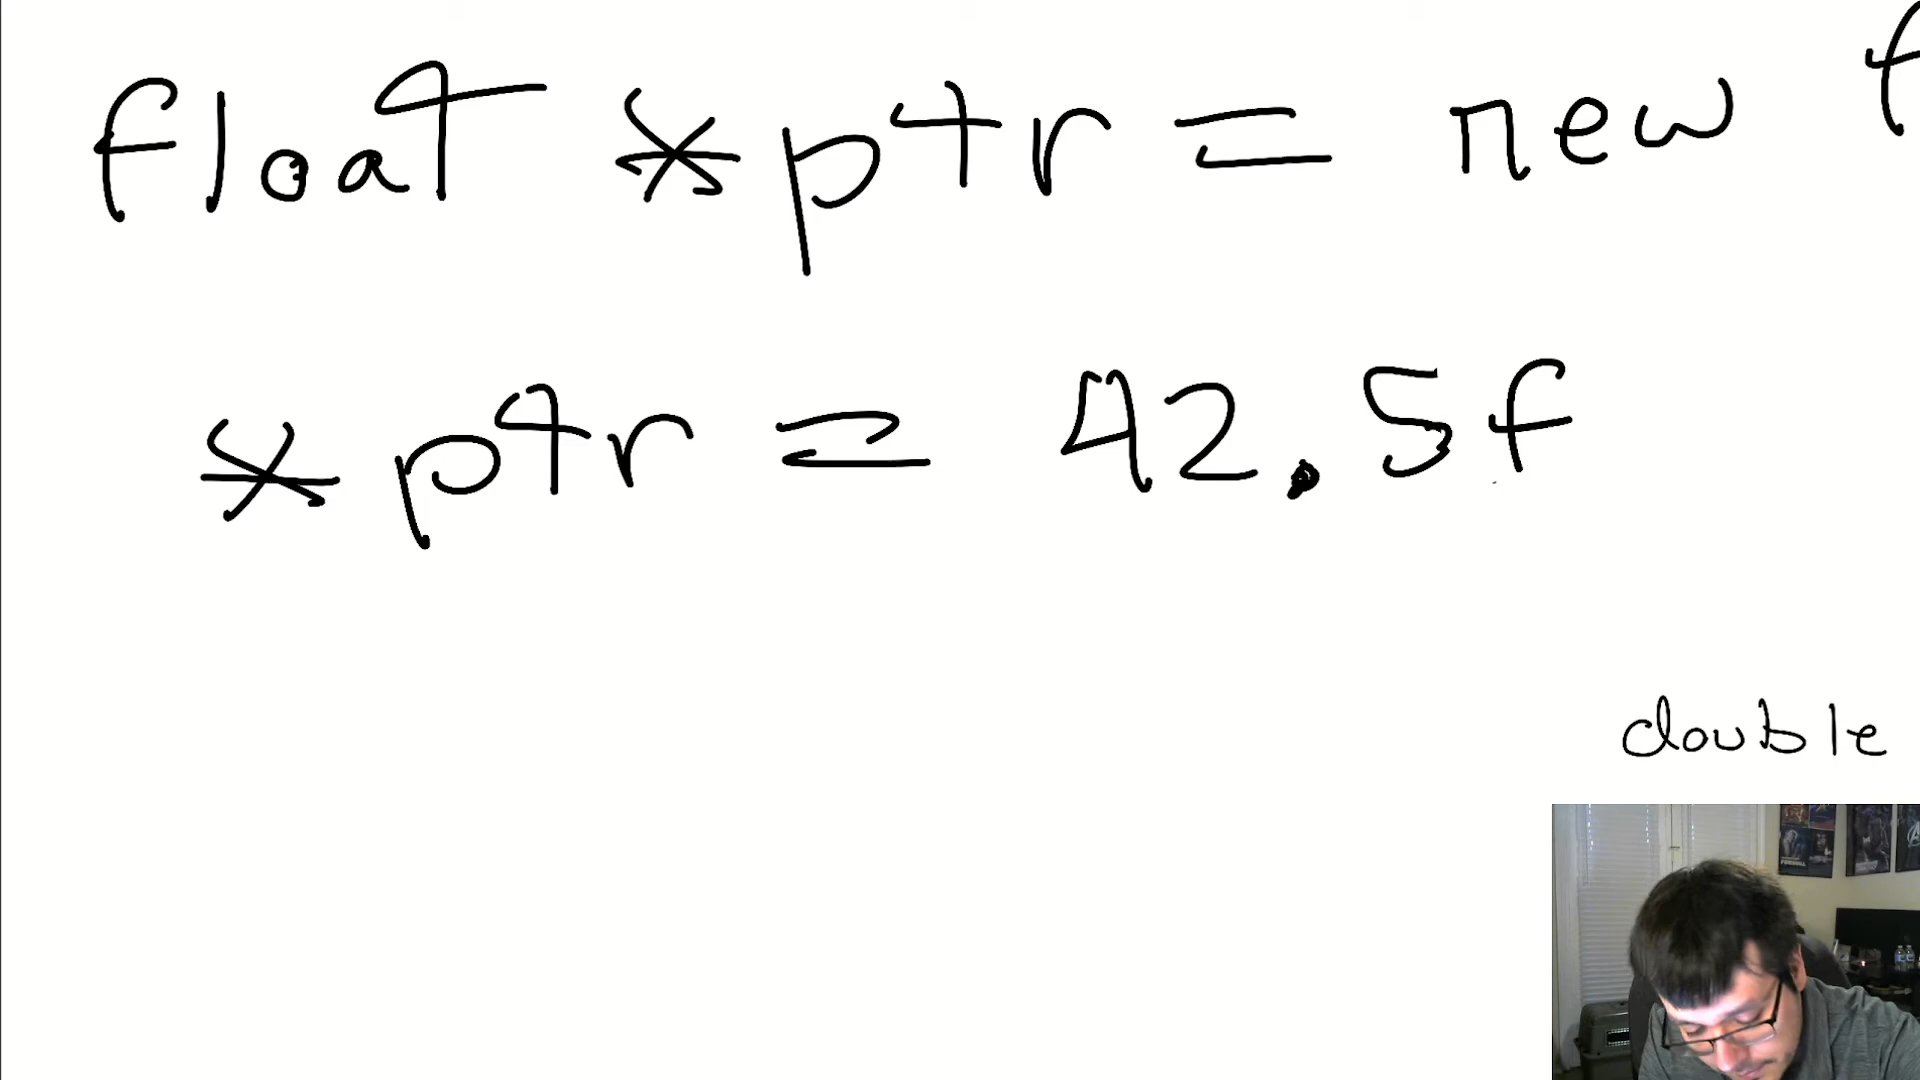 float *ptr = new f
*ptr = 42.5f
double